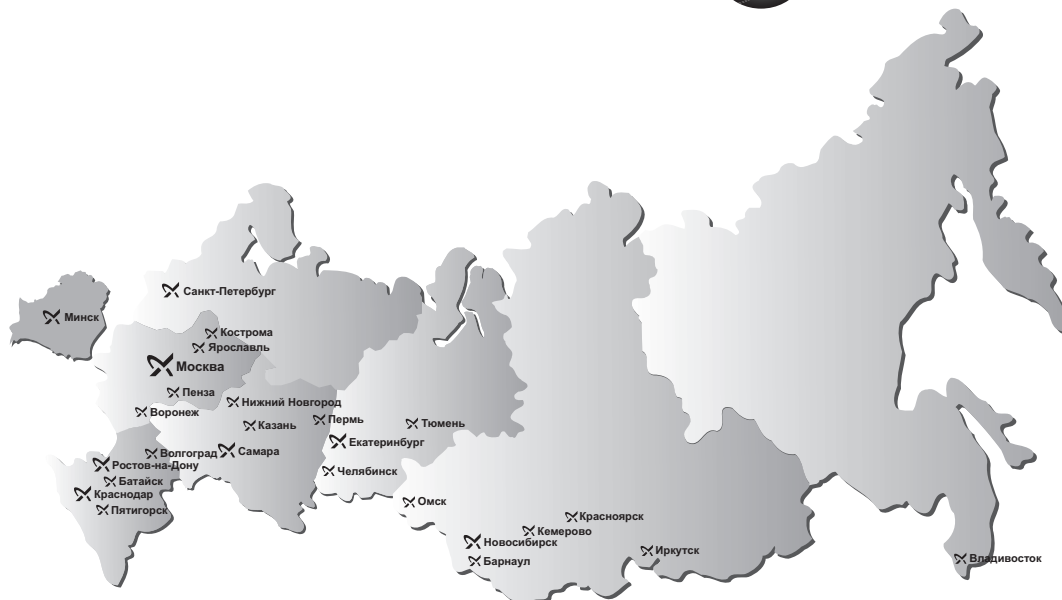 Санкт-Петербург
Минск
Кострома
Ярославль
Москва
Пенза
Нижний Новгород
Воронеж
Казань
Пермь
Тюмень
Екатеринбург
Волгоград
Самара
Ростов-на-Дону
Челябинск
Батайск
Краснодар
Пятигорск
Омск
Красноярск
Кемерово
Новосибирск
Иркутск
Барнаул
Владивосток